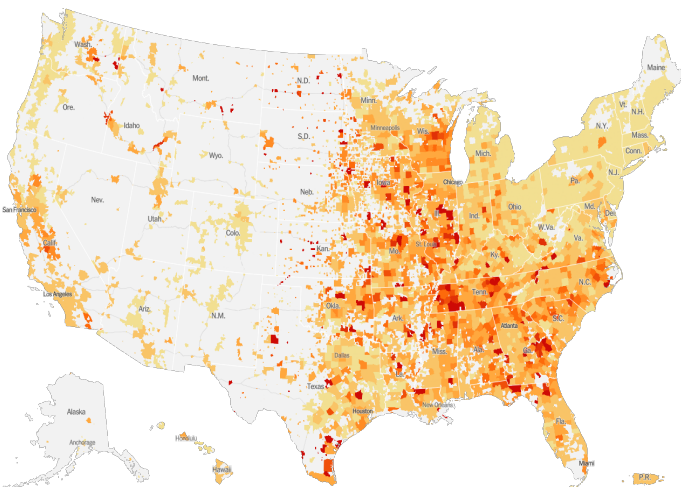 Wash.
Mont.
N.D.
Minn.
Maine
Ore.
Idaho
S.D.
Minneapolis
Wis.
Vt.
N.H.
N.Y.
Mass.
Wyo.
Mich.
Conn.
Neb.
Iowa
Chicago
Pa.
N.J.
San Francisco
Nev.
Utah
Colo.
Ind.
Ohio
Md.
Del.
Calif.
Kan.
Mo.
St. Louis
Ky.
W.Va.
Va.
Los Angeles
Ariz.
N.M.
Okla.
Ark.
Tenn.
N.C.
S.C.
Atlanta
Dallas
Miss.
Ala.
Ga.
Texas
La.
Houston
New Orleans
Alaska
Anchorage
Honolulu
Hawaii
Fla.
Miami
P.R.